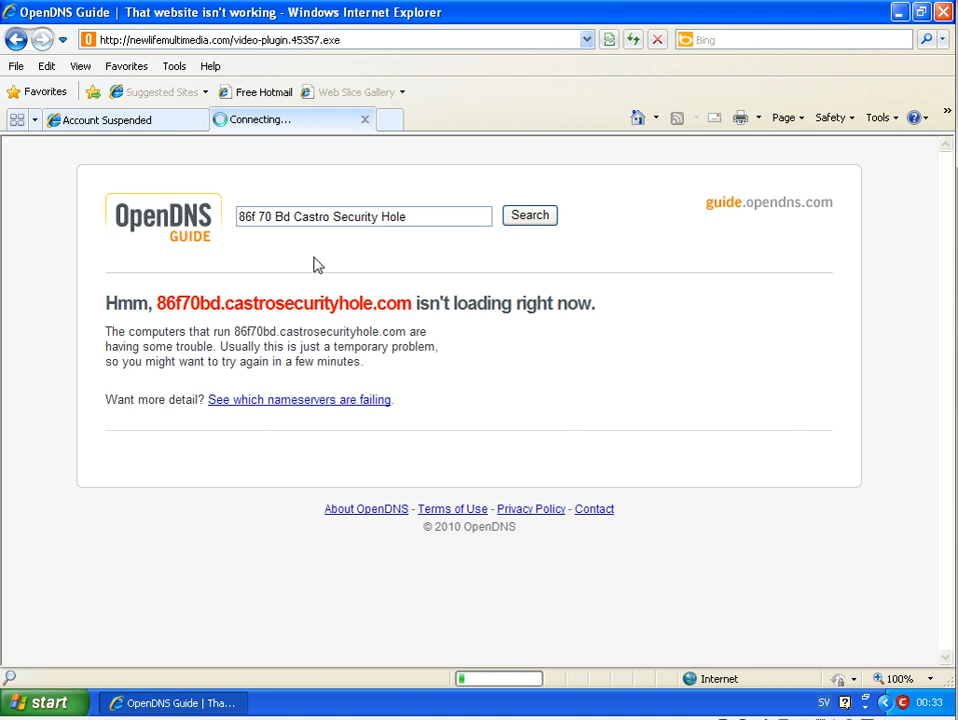 OpenDNS Guide | That website isn't working - Windows Internet Explorer
http://newlifemultimedia.com/video-plugin.45357.exe
Bing
File Edit View Favorites Tools Help
Favorites Suggested Sites Free Hotmail Web Slice Gallery
Account Suspended Connecting... Page Safety Tools
OpenDNS
GUIDE
86f 70 Bd Castro Security Hole
Search
guide.opendns.com
Hmm, 86f70bd.castrosecurityhole.com isn't loading right now.
The computers that run 86f70bd.castrosecurityhole.com are
having some trouble. Usually this is just a temporary problem,
so you might want to try again in a few minutes.
Want more detail? See which nameservers are failing.
About OpenDNS - Terms of Use - Privacy Policy - Contact
© 2010 OpenDNS
Internet 100%
start OpenDNS Guide | Tha... SV 00:33